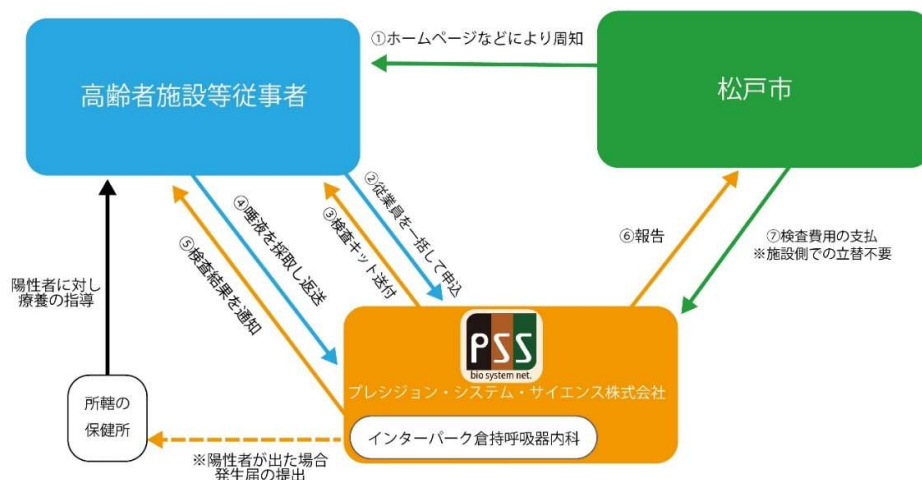 ①ホームページなどにより周知
高齢者施設等従事者
松戸市
②従業員を一括して申込
③検査キット送付
④唾液を採取し返送
⑤検査結果を通知
⑥報告
⑦検査費用の支払
※施設側での立替不要
陽性者に対し
療養の指導
PSS
bio system net.
プレシジョン・システム・サイエンス株式会社
インターパーク倉持呼吸器内科
所轄の
保健所
※陽性者が出た場合
発生届の提出